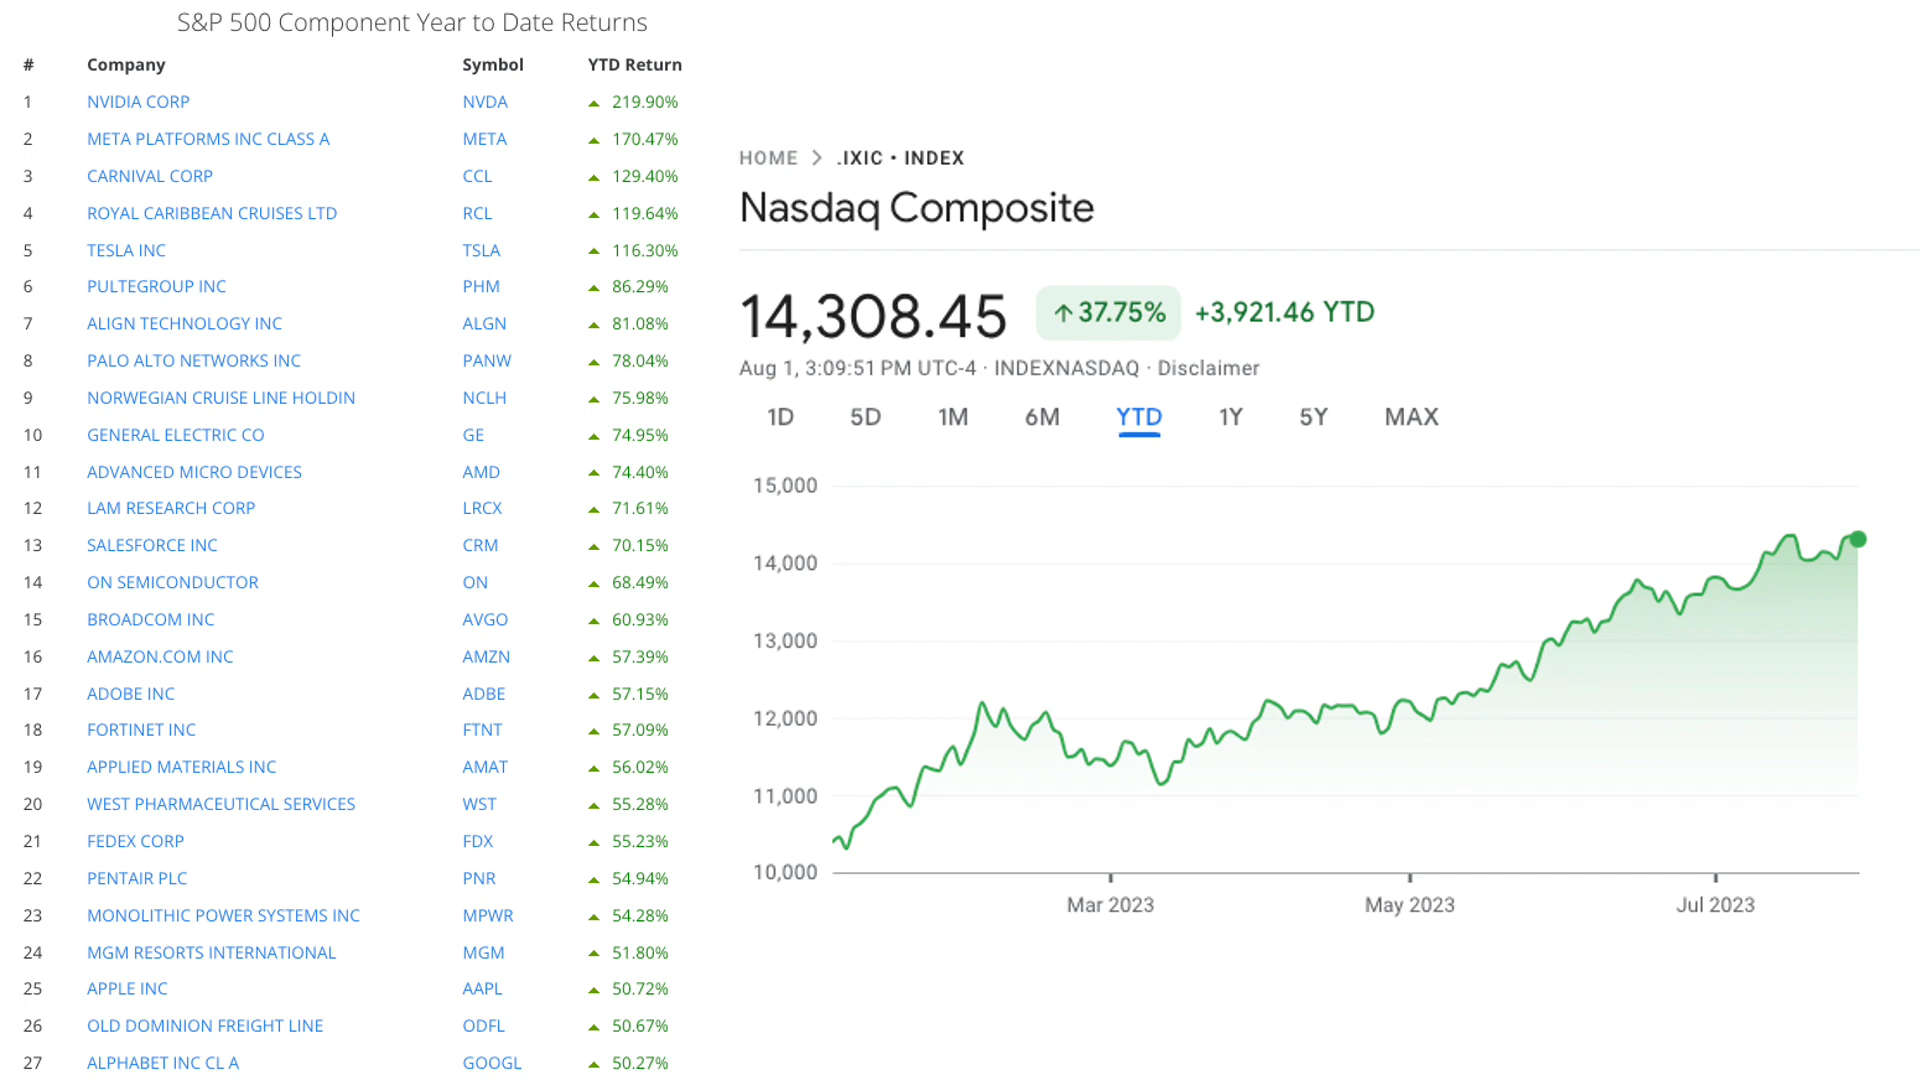 S&P 500 Component Year to Date Returns
# Company Symbol YTD Return
1 NVIDIA CORP NVDA 219.90%
2 META PLATFORMS INC CLASS A META 170.47%
3 CARNIVAL CORP CCL 129.40%
4 ROYAL CARIBBEAN CRUISES LTD RCL 119.64%
5 TESLA INC TSLA 116.30%
6 PULTEGROUP INC PHM 86.29%
7 ALIGN TECHNOLOGY INC ALGN 81.08%
8 PALO ALTO NETWORKS INC PANW 78.04%
9 NORWEGIAN CRUISE LINE HOLDIN NCLH 75.98%
10 GENERAL ELECTRIC CO GE 74.95%
11 ADVANCED MICRO DEVICES AMD 74.40%
12 LAM RESEARCH CORP LRCX 71.61%
13 SALESFORCE INC CRM 70.15%
14 ON SEMICONDUCTOR ON 68.49%
15 BROADCOM INC AVGO 60.93%
16 AMAZON.COM INC AMZN 57.39%
17 ADOBE INC ADBE 57.15%
18 FORTINET INC FTNT 57.09%
19 APPLIED MATERIALS INC AMAT 56.02%
20 WEST PHARMACEUTICAL SERVICES WST 55.28%
21 FEDEX CORP FDX 55.23%
22 PENTAIR PLC PNR 54.94%
23 MONOLITHIC POWER SYSTEMS INC MPWR 54.28%
24 MGM RESORTS INTERNATIONAL MGM 51.80%
25 APPLE INC AAPL 50.72%
26 OLD DOMINION FREIGHT LINE ODFL 50.67%
27 ALPHABET INC CL A GOOGL 50.27%
HOME > .IXIC • INDEX
Nasdaq Composite
14,308.45 ↑37.75% +3,921.46 YTD
Aug 1, 3:09:51 PM UTC-4 · INDEXNASDAQ · Disclaimer
1D 5D 1M 6M YTD 1Y 5Y MAX
15,000
14,000
13,000
12,000
11,000
10,000
Mar 2023 May 2023 Jul 2023